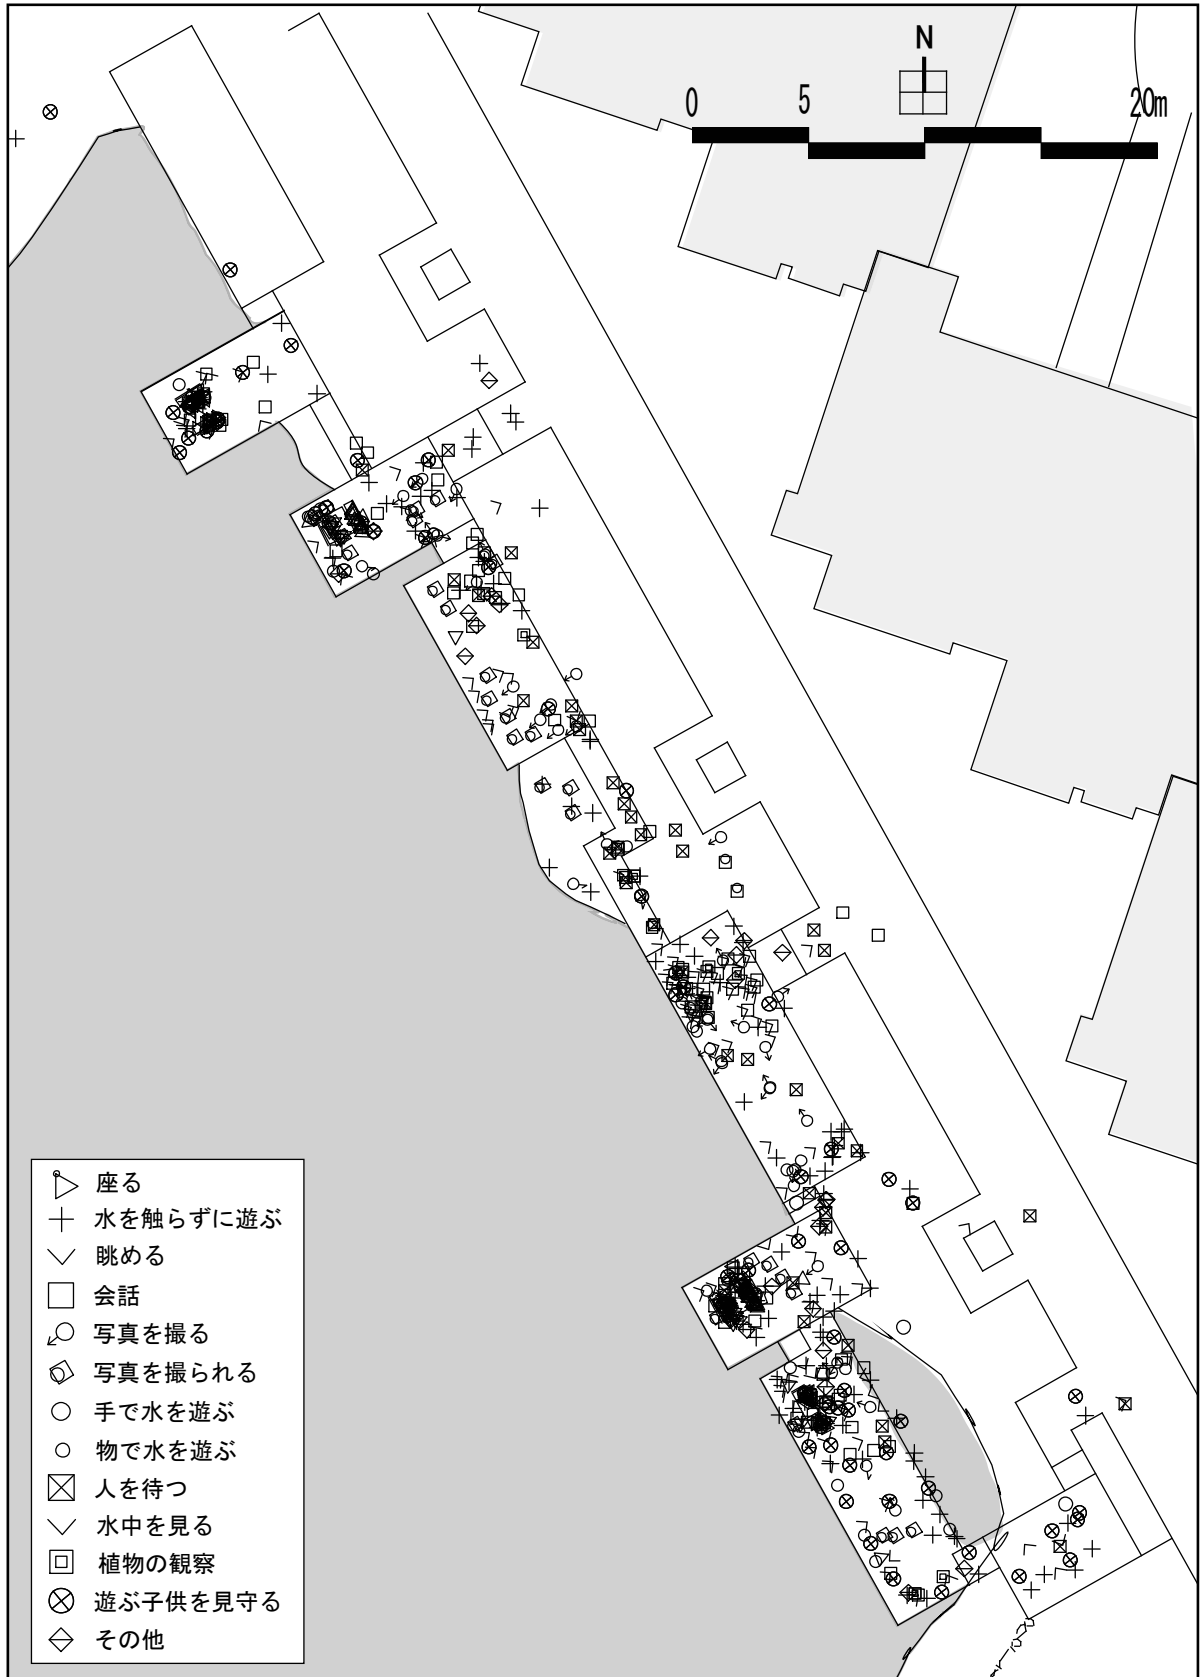 N
0 5 20m
座る
水を触らずに遊ぶ
眺める
会話
写真を撮る
写真を撮られる
手で水を遊ぶ
物で水を遊ぶ
人を待つ
水中を見る
植物の観察
遊ぶ子供を見守る
その他